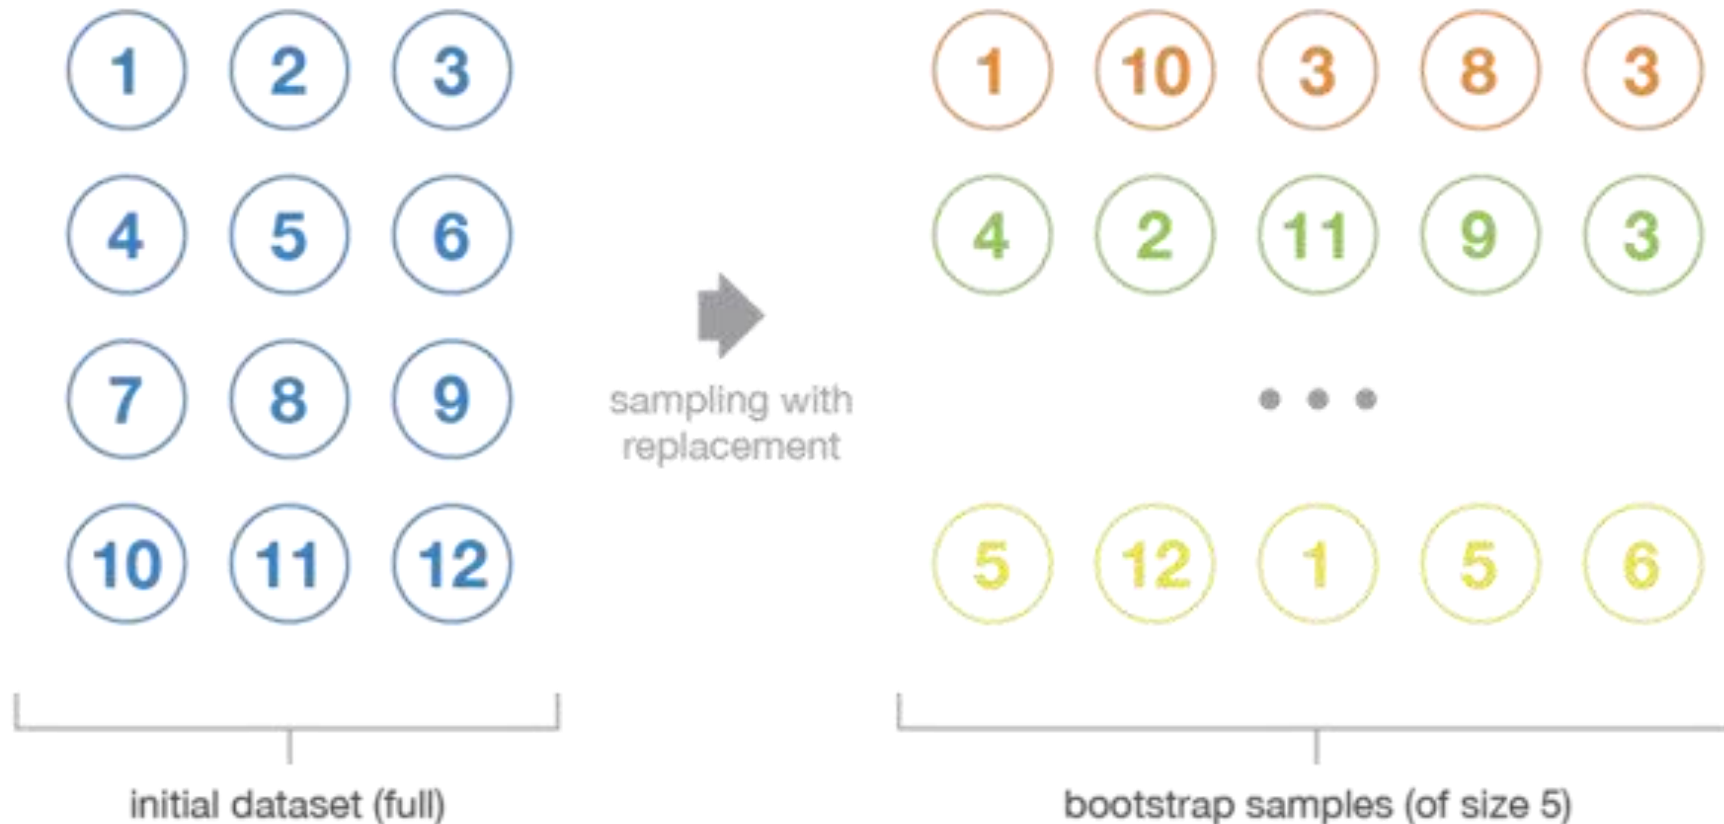 1 2 3
4 5 6
7 8 9
10 11 12
initial dataset (full)
sampling with
replacement
1 10 3 8 3
4 2 11 9 3
5 12 1 5 6
bootstrap samples (of size 5)